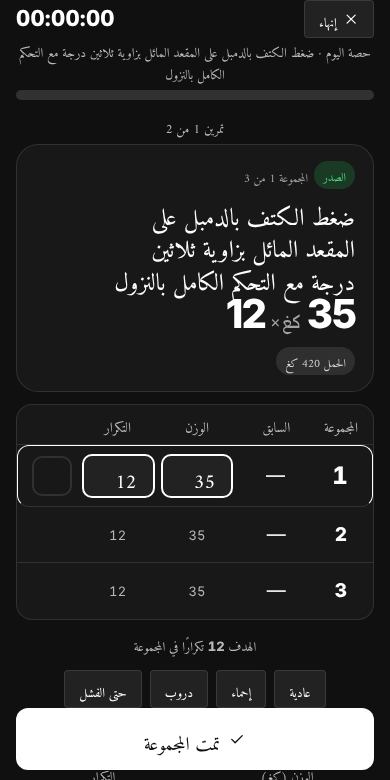 إنهاء ×
00:00:00
حصة اليوم · ضغط الكتف بالدمبل على المقعد المائل بزاوية ثلاثين درجة مع التحكم
الكامل بالنزول
تمرين 1 من 2
الصدر المجموعة 1 من 3
ضغط الكتف بالدمبل على
المقعد المائل بزاوية ثلاثين
درجة مع التحكم الكامل بالنزول
35 كغ× 12
الحمل 420 كغ
المجموعة السابق الوزن التكرار
1 — 35 12
2 — 35 12
3 — 35 12
الهدف 12 تكرارًا في المجموعة
عادية إحماء دروب حتى الفشل
تمت المجموعة
الوزن (كغ) التكرار